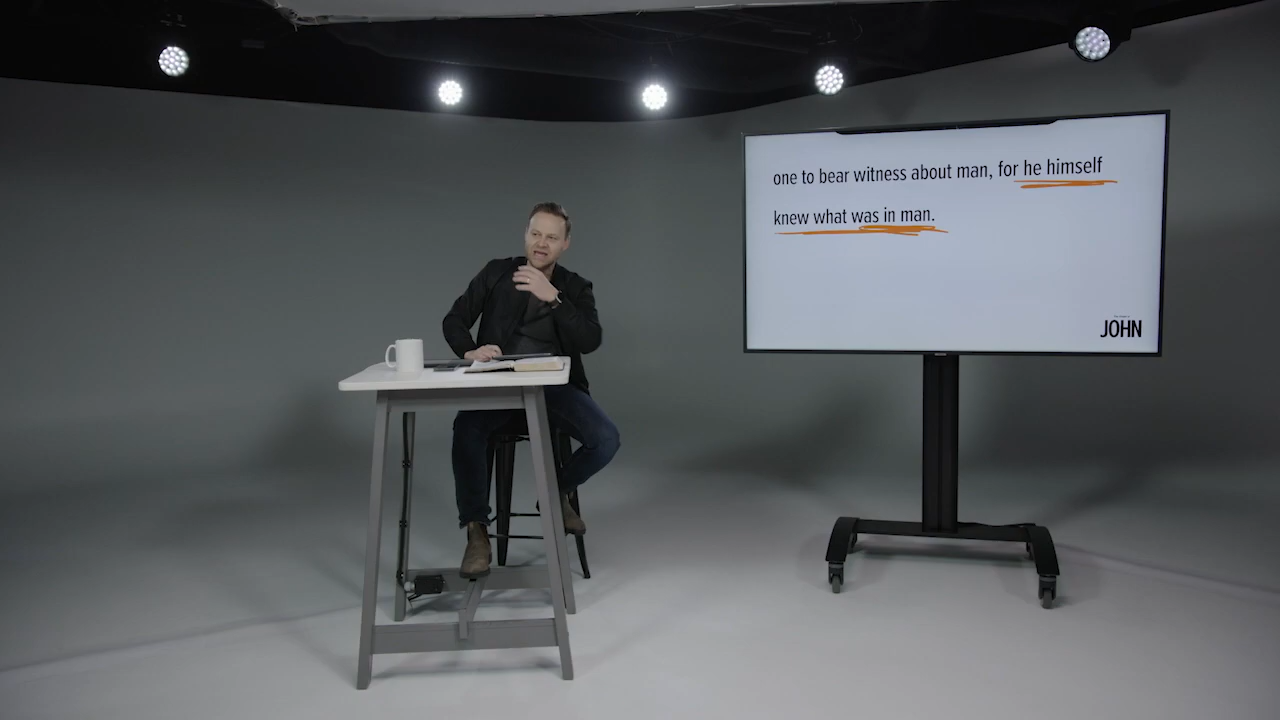 one to bear witness about man, for he himself
knew what was in man.
JOHN